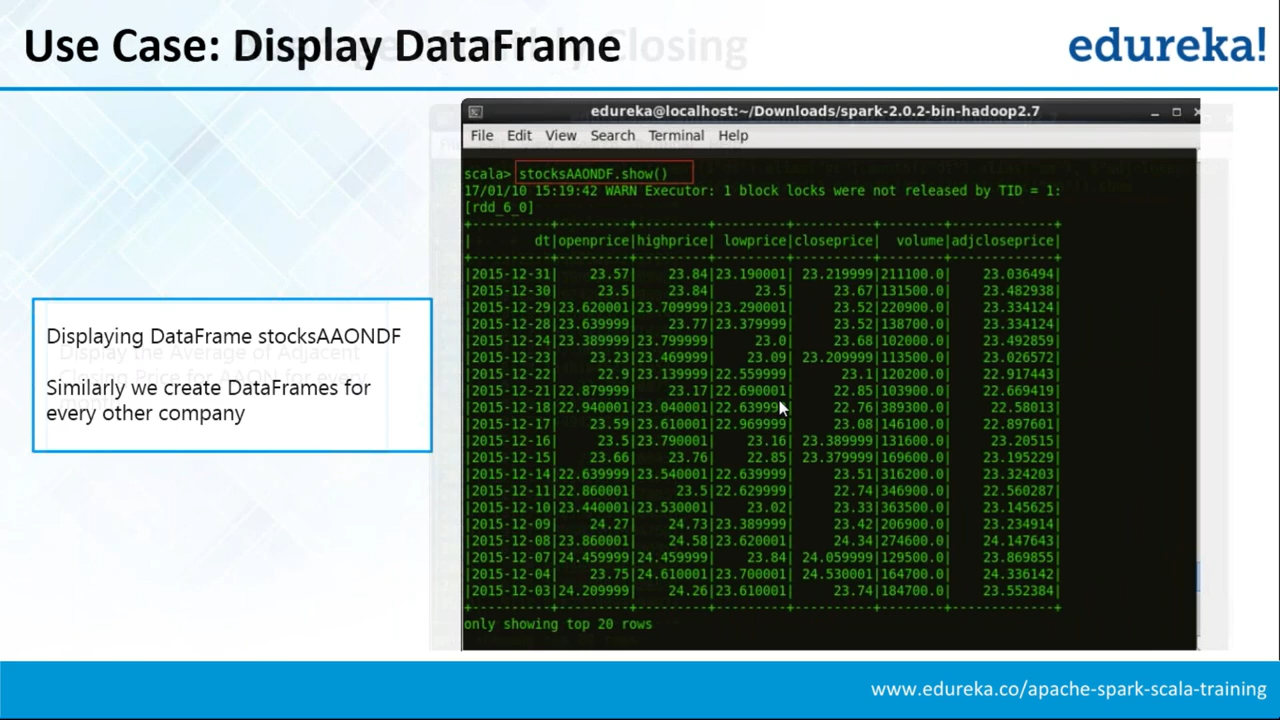 Use Case: Display DataFrame
Closing
edureka!
edureka@localhost:~/Downloads/spark-2.0.2-bin-hadoop2.7
File Edit View Search Terminal Help
scala> stocksAAONDF.show()
17/01/10 15:19:42 WARN Executor: 1 block locks were not released by TID = 1:
[rdd_6_0]
+----------+---------+---------+---------+----------+--------+-------------+
| dt|openprice|highprice| lowprice|closeprice| volume|adjcloseprice|
+----------+---------+---------+---------+----------+--------+-------------+
|2015-12-31| 23.57| 23.84|23.190001| 23.219999|211100.0| 23.036494|
|2015-12-30| 23.5| 23.84| 23.5| 23.67|131500.0| 23.482938|
|2015-12-29|23.620001|23.709999|23.290001| 23.52|220900.0| 23.334124|
|2015-12-28|23.639999| 23.77|23.379999| 23.52|138700.0| 23.334124|
|2015-12-24|23.389999|23.799999| 23.0| 23.68|102000.0| 23.492859|
|2015-12-23| 23.23|23.469999| 23.09| 23.209999|113500.0| 23.026572|
|2015-12-22| 22.9|23.139999|22.559999| 23.1|120200.0| 22.917443|
|2015-12-21|22.879999| 23.17|22.690001| 22.85|103900.0| 22.669419|
|2015-12-18|22.940001|23.040001|22.639999| 22.76|389300.0| 22.58013|
|2015-12-17| 23.59|23.610001|22.969999| 23.08|146100.0| 22.897601|
|2015-12-16| 23.5|23.790001| 23.16| 23.389999|131600.0| 23.20515|
|2015-12-15| 23.66| 23.76| 22.85| 23.379999|169600.0| 23.195229|
|2015-12-14|22.639999|23.540001|22.639999| 23.51|316200.0| 23.324203|
|2015-12-11|22.860001| 23.5|22.629999| 22.74|346900.0| 22.560287|
|2015-12-10|23.440001|23.530001| 23.02| 23.33|363500.0| 23.145625|
|2015-12-09| 24.27| 24.73|23.389999| 23.42|206900.0| 23.234914|
|2015-12-08|23.860001| 24.58|23.620001| 24.34|274600.0| 24.147643|
|2015-12-07|24.459999|24.459999| 23.84| 24.059999|129500.0| 23.869855|
|2015-12-04| 23.75|24.610001|23.700001| 24.530001|164700.0| 24.336142|
|2015-12-03|24.209999| 24.26|23.610001| 23.74|184700.0| 23.552384|
+----------+---------+---------+---------+----------+--------+-------------+
only showing top 20 rows
Displaying DataFrame stocksAAONDF
Display the Average of Adjacent
Closing Price for AAON for every
Similarly we create DataFrames for
every other company
www.edureka.co/apache-spark-scala-training